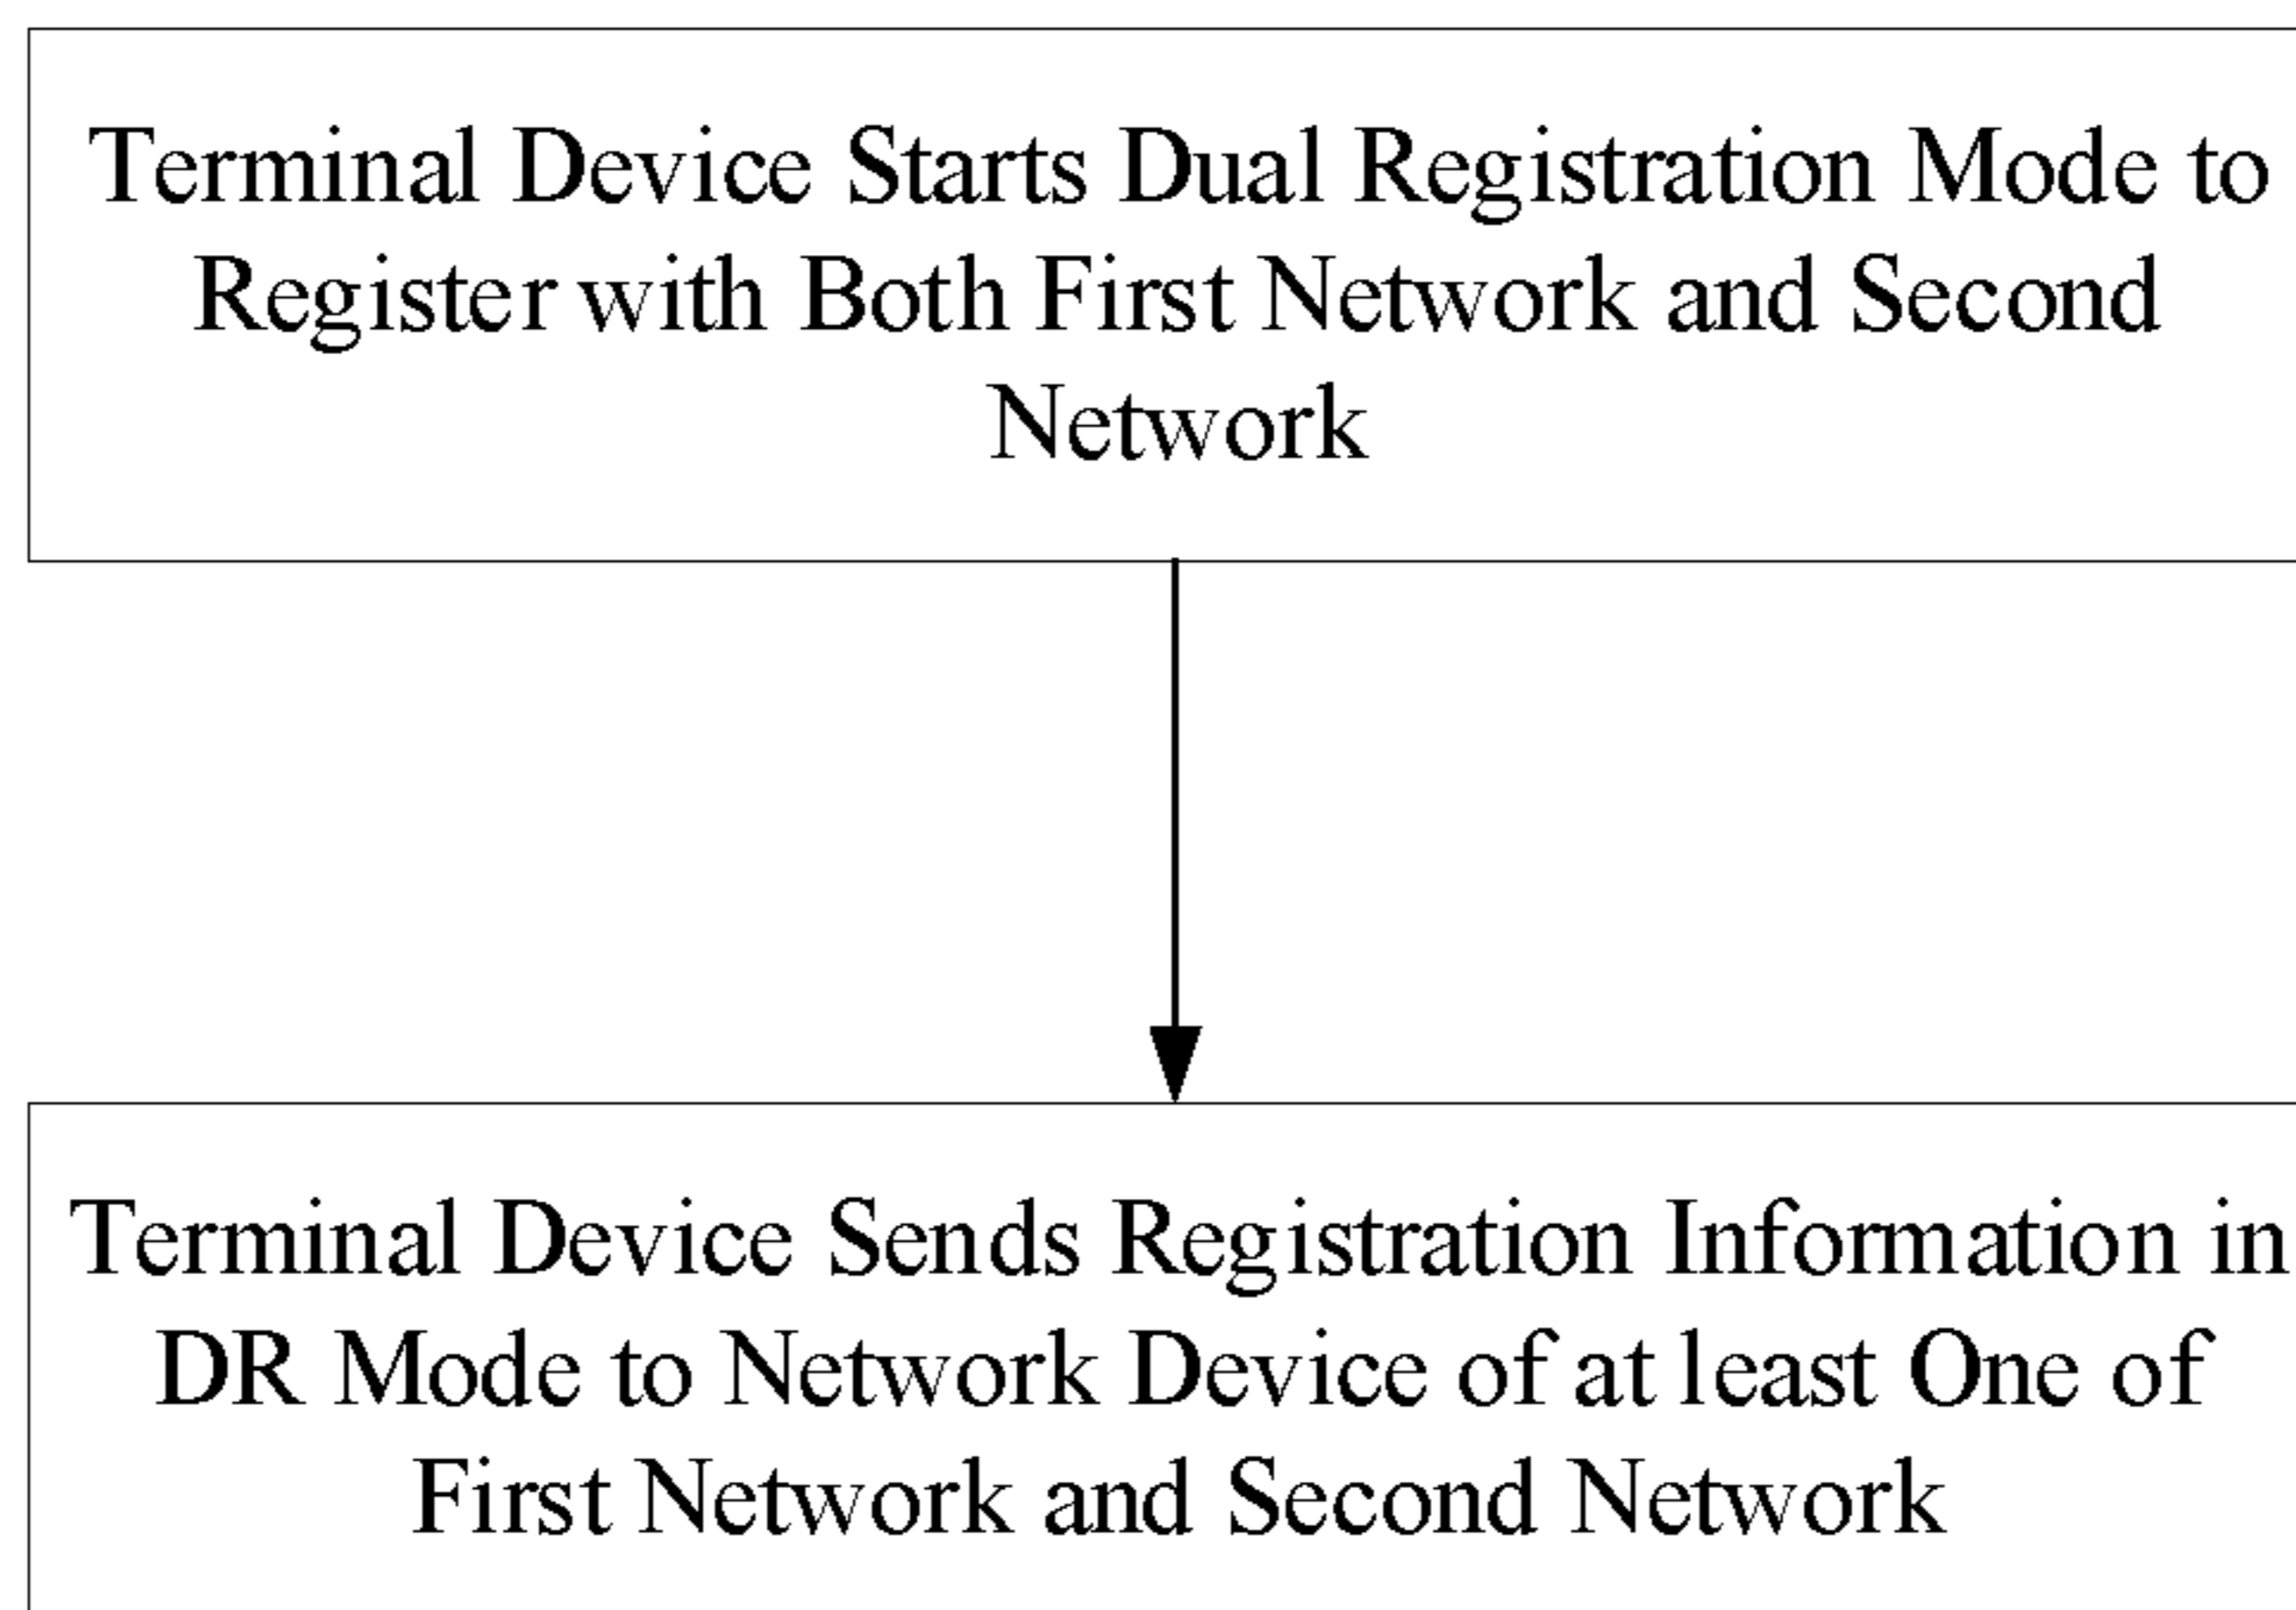 Terminal Device Starts Dual Registration Mode to
Register with Both First Network and Second
Network
Terminal Device Sends Registration Information in
DR Mode to Network Device of at least One of
First Network and Second Network